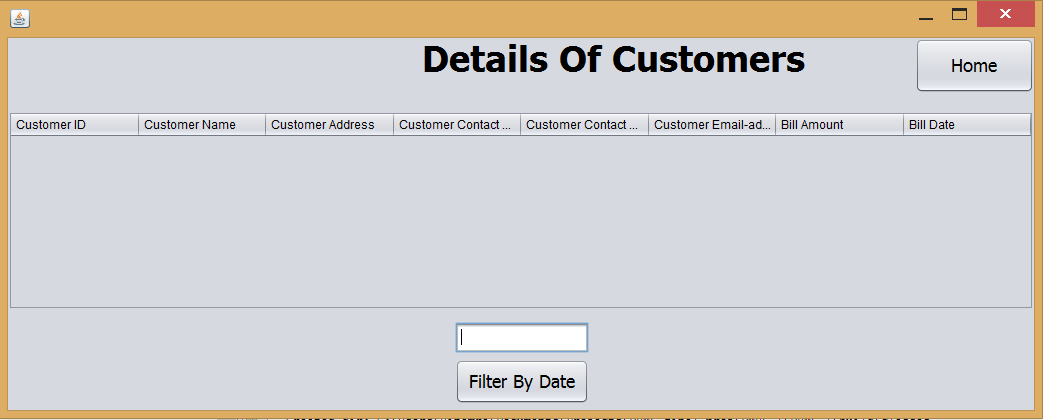 Details Of Customers
Home
Customer ID Customer Name Customer Address Customer Contact ... Customer Contact ... Customer Email-ad... Bill Amount Bill Date
Filter By Date